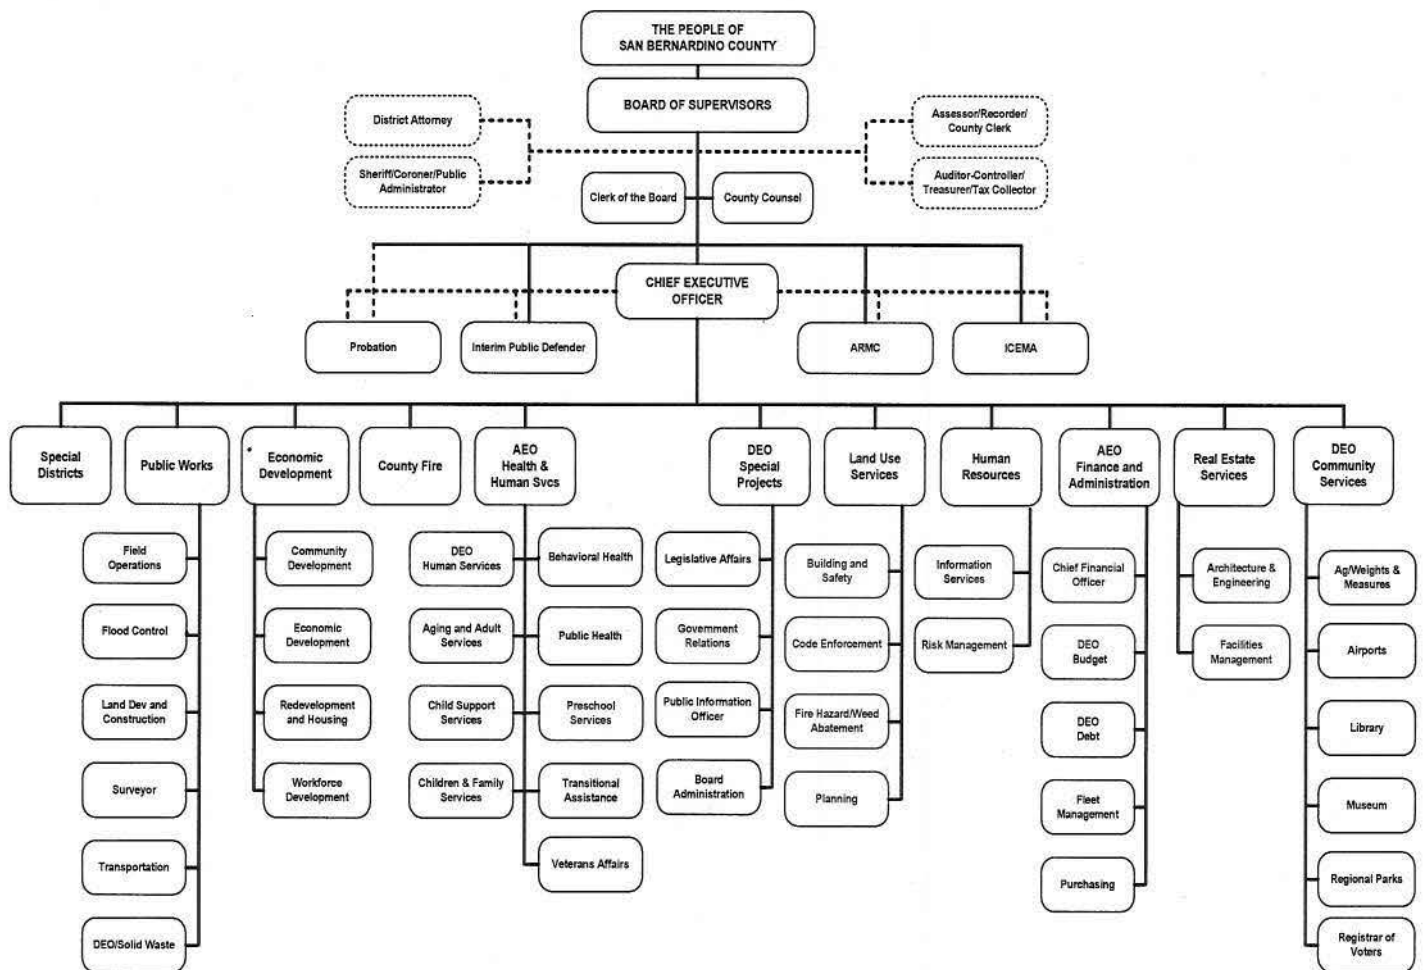 THE PEOPLE OF
SAN BERNARDINO COUNTY
BOARD OF SUPERVISORS
District Attorney
Assessor/Recorder/
County Clerk
Sheriff/Coroner/Public
Administrator
Auditor-Controller/
Treasurer/Tax Collector
Clerk of the Board
County Counsel
CHIEF EXECUTIVE
OFFICER
Probation
Interim Public Defender
ARMC
ICEMA
Special
Districts
Public Works
Economic
Development
County Fire
AEO
Health &
Human Svcs
DEO
Special
Projects
Land Use
Services
Human
Resources
AEO
Finance and
Administration
Real Estate
Services
DEO
Community
Services
Field
Operations
Flood Control
Land Dev and
Construction
Surveyor
Transportation
DEO/Solid Waste
Community
Development
Economic
Development
Redevelopment
and Housing
Workforce
Development
DEO
Human Services
Aging and Adult
Services
Child Support
Services
Children & Family
Services
Behavioral Health
Public Health
Preschool
Services
Transitional
Assistance
Veterans Affairs
Legislative Affairs
Government
Relations
Public Information
Officer
Board
Administration
Building and
Safety
Code Enforcement
Fire Hazard/Weed
Abatement
Planning
Information
Services
Risk Management
Chief Financial
Officer
DEO
Budget
DEO
Debt
Fleet
Management
Purchasing
Architecture &
Engineering
Facilities
Management
Ag/Weights &
Measures
Airports
Library
Museum
Regional Parks
Registrar of
Voters